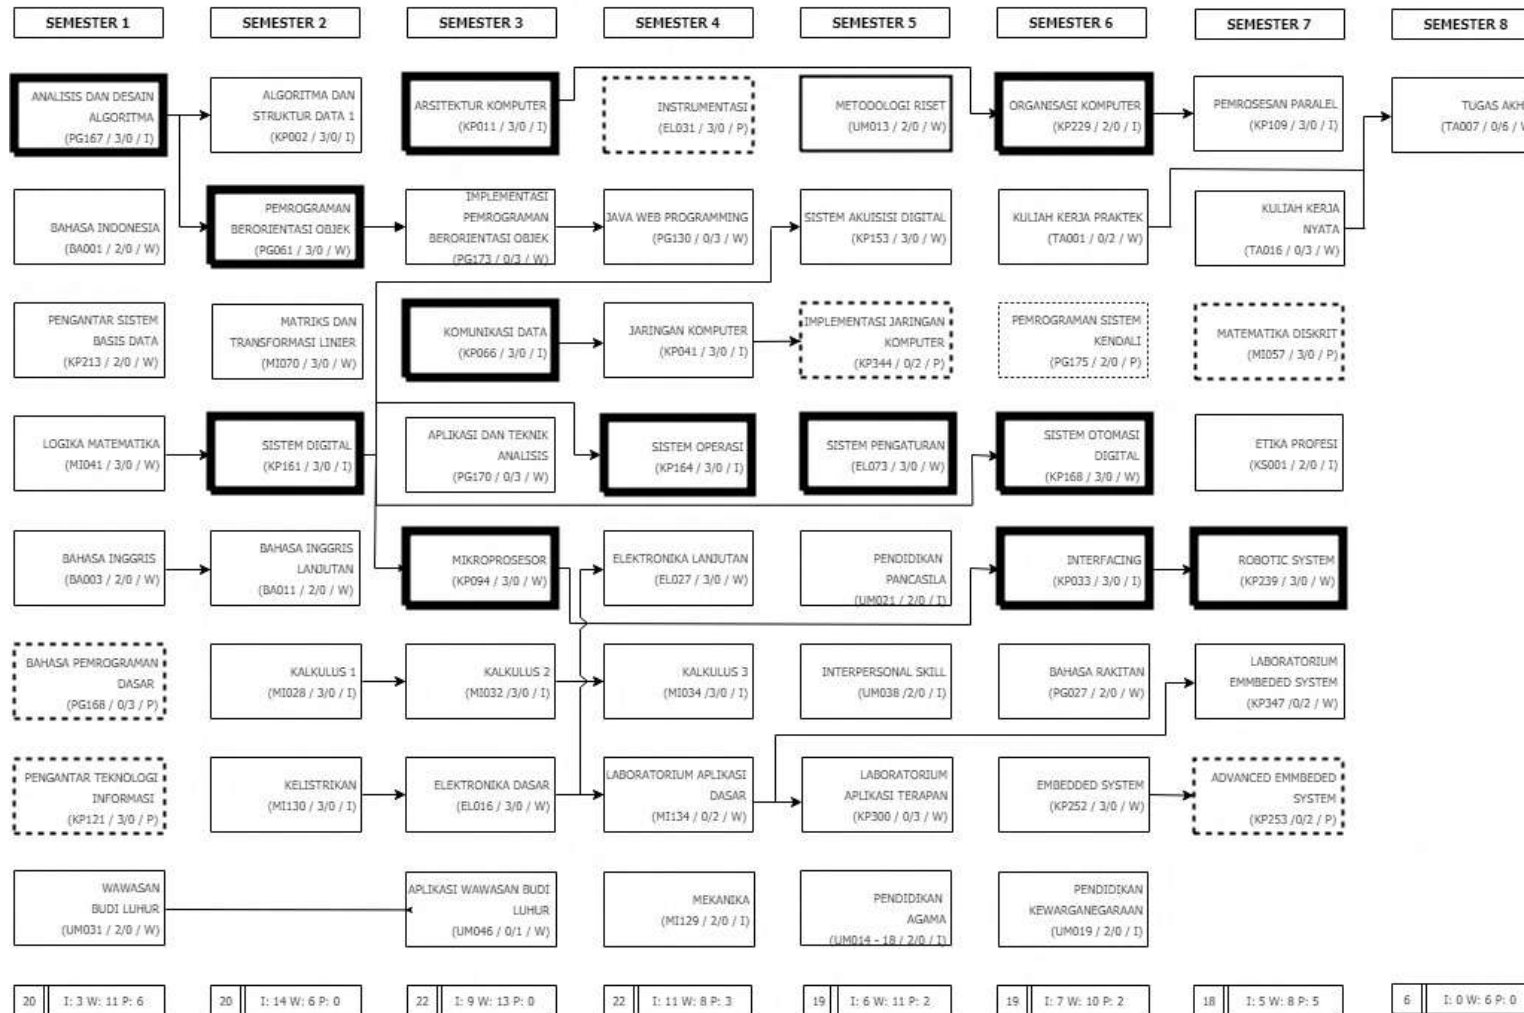 SEMESTER 1
SEMESTER 2
SEMESTER 3
SEMESTER 4
SEMESTER 5
SEMESTER 6
SEMESTER 7
SEMESTER 8
ANALISIS DAN DESAIN
ALGORITMA
(PG167 / 3/0 / I)
ALGORITMA DAN
STRUKTUR DATA 1
(KP002 / 3/0/ I)
ARSITEKTUR KOMPUTER
(KP011 / 3/0 / I)
INSTRUMENTASI
(EL031 / 3/0 / P)
METODOLOGI RISET
(UM013 / 2/0 / W)
ORGANISASI KOMPUTER
(KP229 / 2/0 / I)
PEMROSESAN PARALEL
(KP109 / 3/0 / I)
TUGAS AKH
(TA007 / 0/6 /
BAHASA INDONESIA
(BA001 / 2/0 / W)
PEMROGRAMAN
BERORIENTASI OBJEK
(PG061 / 3/0 / W)
IMPLEMENTASI
PEMROGRAMAN
BERORIENTASI OBJEK
(PG173 / 0/3 / W)
JAVA WEB PROGRAMMING
(PG130 / 0/3 / W)
SISTEM AKUISISI DIGITAL
(KP153 / 3/0 / W)
KULIAH KERJA PRAKTEK
(TA001 / 0/2 / W)
KULIAH KERJA
NYATA
(TA016 / 0/3 / W)
PENGANTAR SISTEM
BASIS DATA
(KP213 / 2/0 / W)
MATRIKS DAN
TRANSFORMASI LINIER
(MI070 / 3/0 / W)
KOMUNIKASI DATA
(KP066 / 3/0 / I)
JARINGAN KOMPUTER
(KP041 / 3/0 / I)
IMPLEMENTASI JARINGAN
KOMPUTER
(KP344 / 0/2 / P)
PEMROGRAMAN SISTEM
KENDALI
(PG175 / 2/0 / P)
MATEMATIKA DISKRIT
(MI057 / 3/0 / P)
LOGIKA MATEMATIKA
(MI041 / 3/0 / W)
SISTEM DIGITAL
(KP161 / 3/0 / I)
APLIKASI DAN TEKNIK
ANALISIS
(PG170 / 0/3 / W)
SISTEM OPERASI
(KP164 / 3/0 / I)
SISTEM PENGATURAN
(EL073 / 3/0 / W)
SISTEM OTOMASI
DIGITAL
(KP168 / 3/0 / W)
ETIKA PROFESI
(KS001 / 2/0 / I)
BAHASA INGGRIS
(BA003 / 2/0 / W)
BAHASA INGGRIS
LANJUTAN
(BA011 / 2/0 / W)
MIKROPROSESOR
(KP094 / 3/0 / W)
ELEKTRONIKA LANJUTAN
(EL027 / 3/0 / W)
PENDIDIKAN
PANCASILA
(UM021 / 2/0 / I)
INTERFACING
(KP033 / 3/0 / I)
ROBOTIC SYSTEM
(KP239 / 3/0 / W)
BAHASA PEMROGRAMAN
DASAR
(PG168 / 0/3 / P)
KALKULUS 1
(MI028 / 3/0 / I)
KALKULUS 2
(MI032 /3/0 / I)
KALKULUS 3
(MI034 /3/0 / I)
INTERPERSONAL SKILL
(UM038 /2/0 / I)
BAHASA RAKITAN
(PG027 / 2/0 / W)
LABORATORIUM
EMMBEDED SYSTEM
(KP347 /0/2 / W)
PENGANTAR TEKNOLOGI
INFORMASI
(KP121 / 3/0 / P)
KELISTRIKAN
(MI130 / 3/0 / I)
ELEKTRONIKA DASAR
(EL016 / 3/0 / W)
LABORATORIUM APLIKASI
DASAR
(MI134 / 0/2 / W)
LABORATORIUM
APLIKASI TERAPAN
(KP300 / 0/3 / W)
EMBEDDED SYSTEM
(KP252 / 3/0 / W)
ADVANCED EMMBEDED
SYSTEM
(KP253 /0/2 / P)
WAWASAN
BUDI LUHUR
(UM031 / 2/0 / W)
APLIKASI WAWASAN BUDI
LUHUR
(UM046 / 0/1 / W)
MEKANIKA
(MI129 / 2/0 / I)
PENDIDIKAN
AGAMA
(UM014 - 18 / 2/0 / I)
PENDIDIKAN
KEWARGANEGARAAN
(UM019 / 2/0 / I)
20 I: 3 W: 11 P: 6
20 I: 14 W: 6 P: 0
22 I: 9 W: 13 P: 0
22 I: 11 W: 8 P: 3
19 I: 6 W: 11 P: 2
19 I: 7 W: 10 P: 2
18 I: 5 W: 8 P: 5
6 I: 0 W: 6 P: 0